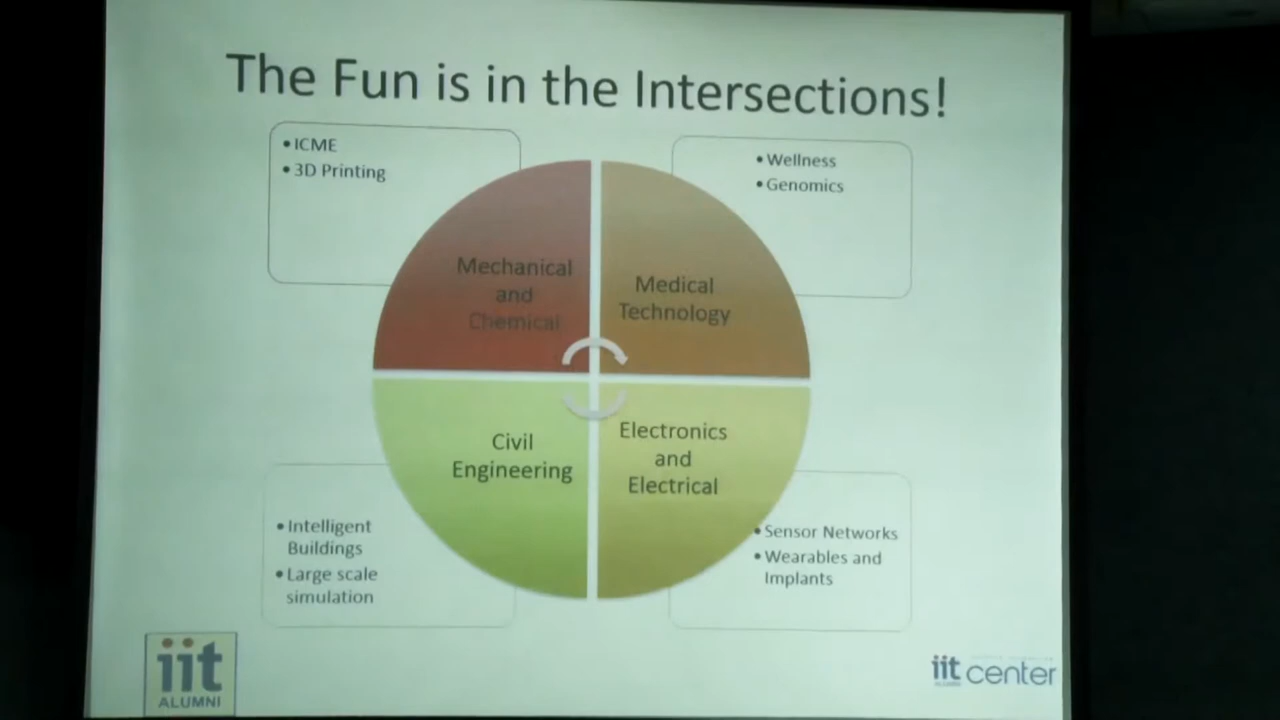 The Fun is in the Intersections!
• ICME
• 3D Printing
• Wellness
• Genomics
Mechanical
and
Chemical
Medical
Technology
Civil
Engineering
Electronics
and
Electrical
• Intelligent
Buildings
• Large scale
simulation
• Sensor Networks
• Wearables and
Implants
iit
ALUMNI
iit center